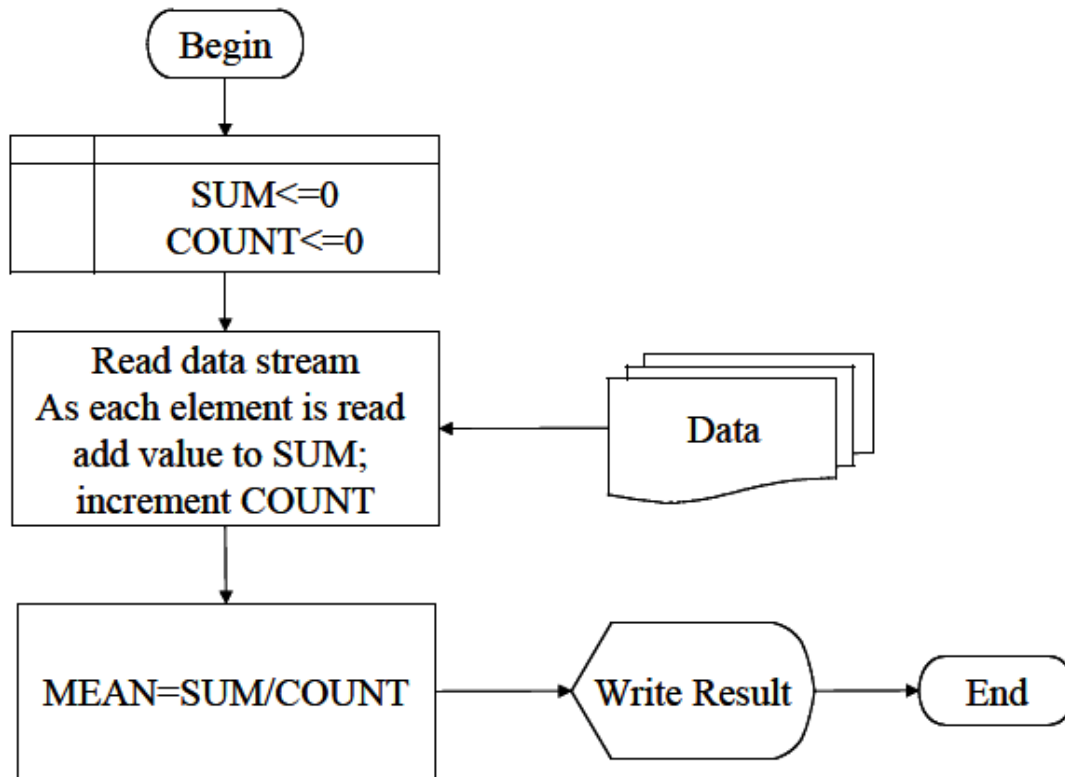 Begin
SUM<=0
COUNT<=0
Read data stream
As each element is read
add value to SUM;
increment COUNT
Data
MEAN=SUM/COUNT
Write Result
End